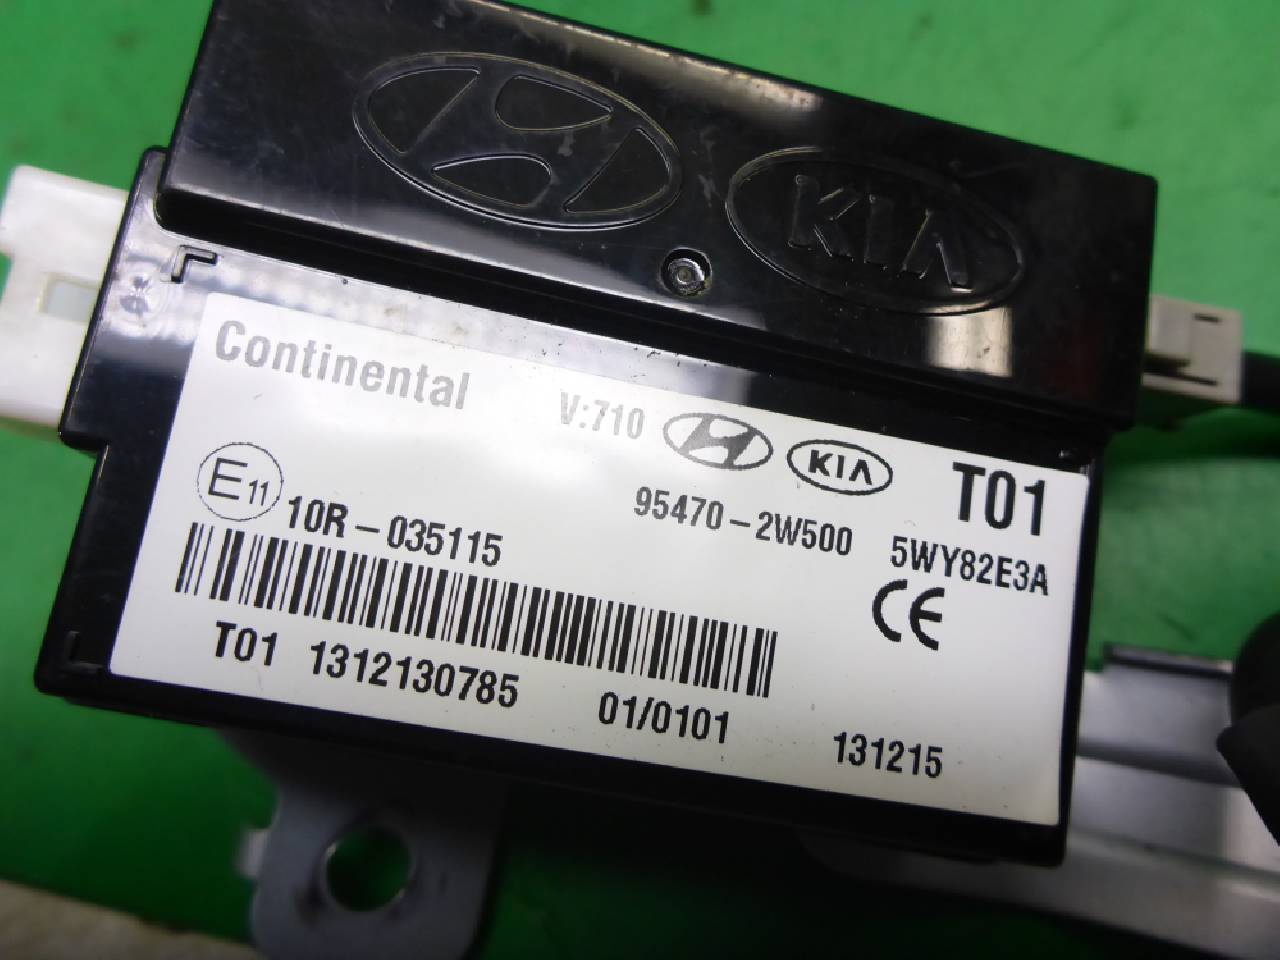 KIA
Continental V:710 KIA T01
E11 10R-035115 95470-2W500 5WY82E3A
CE
T01 1312130785 01/0101 131215